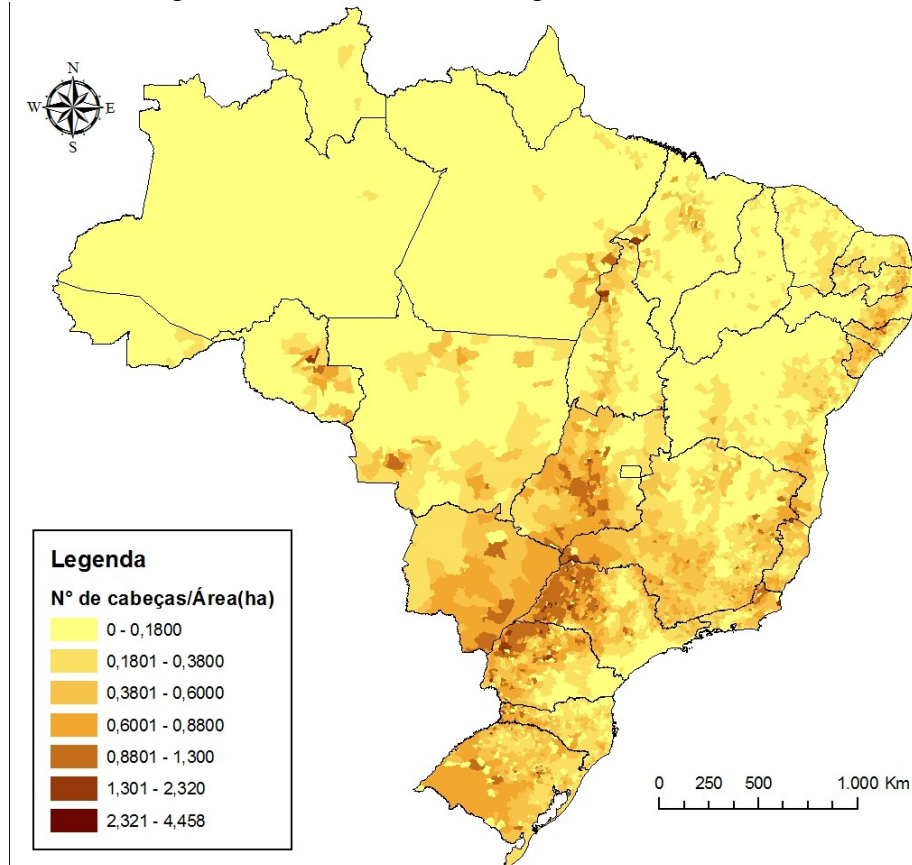 N
W E
S
Legenda
N° de cabeças/Área(ha)
0 - 0,1800
0,1801 - 0,3800
0,3801 - 0,6000
0,6001 - 0,8800
0,8801 - 1,300
1,301 - 2,320
2,321 - 4,458
0 250 500 1.000 Km